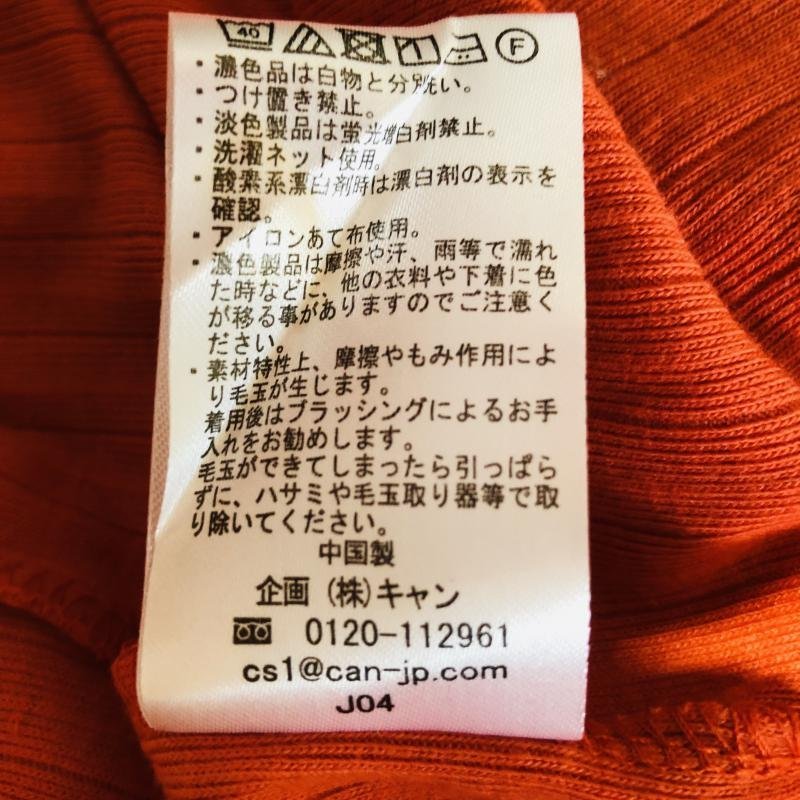 40 F
・濃色品は白物と分別洗い。
・つけ置き禁止。
・淡色製品は蛍光増白剤禁止。
・洗濯ネット使用。
・酸素系漂白剤時は漂白剤の表示を
確認。
・アイロンあて布使用。
・濃色製品は摩擦や汗、雨等で濡れ
た時などに、他の衣料や下着に色
が移る事がありますのでご注意く
ださい。
・素材特性上、摩擦やもみ作用によ
り毛玉が生じます。
着用後はブラッシングによるお手
入れをお勧めします。
毛玉ができてしまったら引っぱら
ずに、ハサミや毛玉取り器等で取
り除いてください。
中国製
企画（株）キャン
0120-112961
cs1@can-jp.com
J04